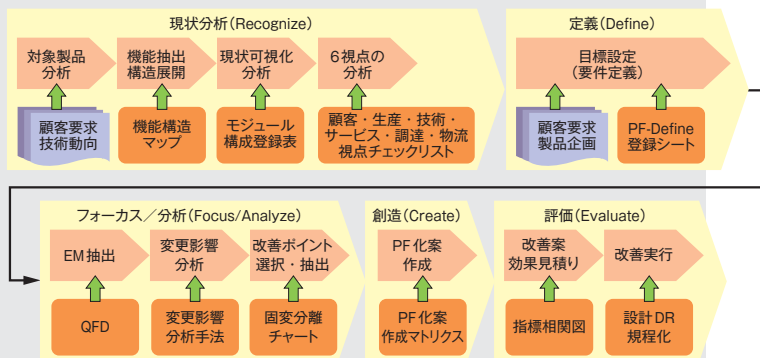 現状分析（Recognize）
対象製品
分析
機能抽出
構造展開
現状可視化
分析
6視点の
分析
顧客要求
技術動向
機能構造
マップ
モジュール
構成登録表
顧客・生産・技術・
サービス・調達・物流
視点チェックリスト
定義（Define）
目標設定
（要件定義）
顧客要求
製品企画
PF-Define
登録シート
フォーカス／分析（Focus/Analyze）
EM抽出
変更影響
分析
改善ポイント
選択・抽出
QFD
変更影響
分析手法
固変分離
チャート
創造（Create）
PF化案
作成
PF化案
作成マトリクス
評価（Evaluate）
改善案
効果見積り
改善実行
指標相関図
設計DR
規程化